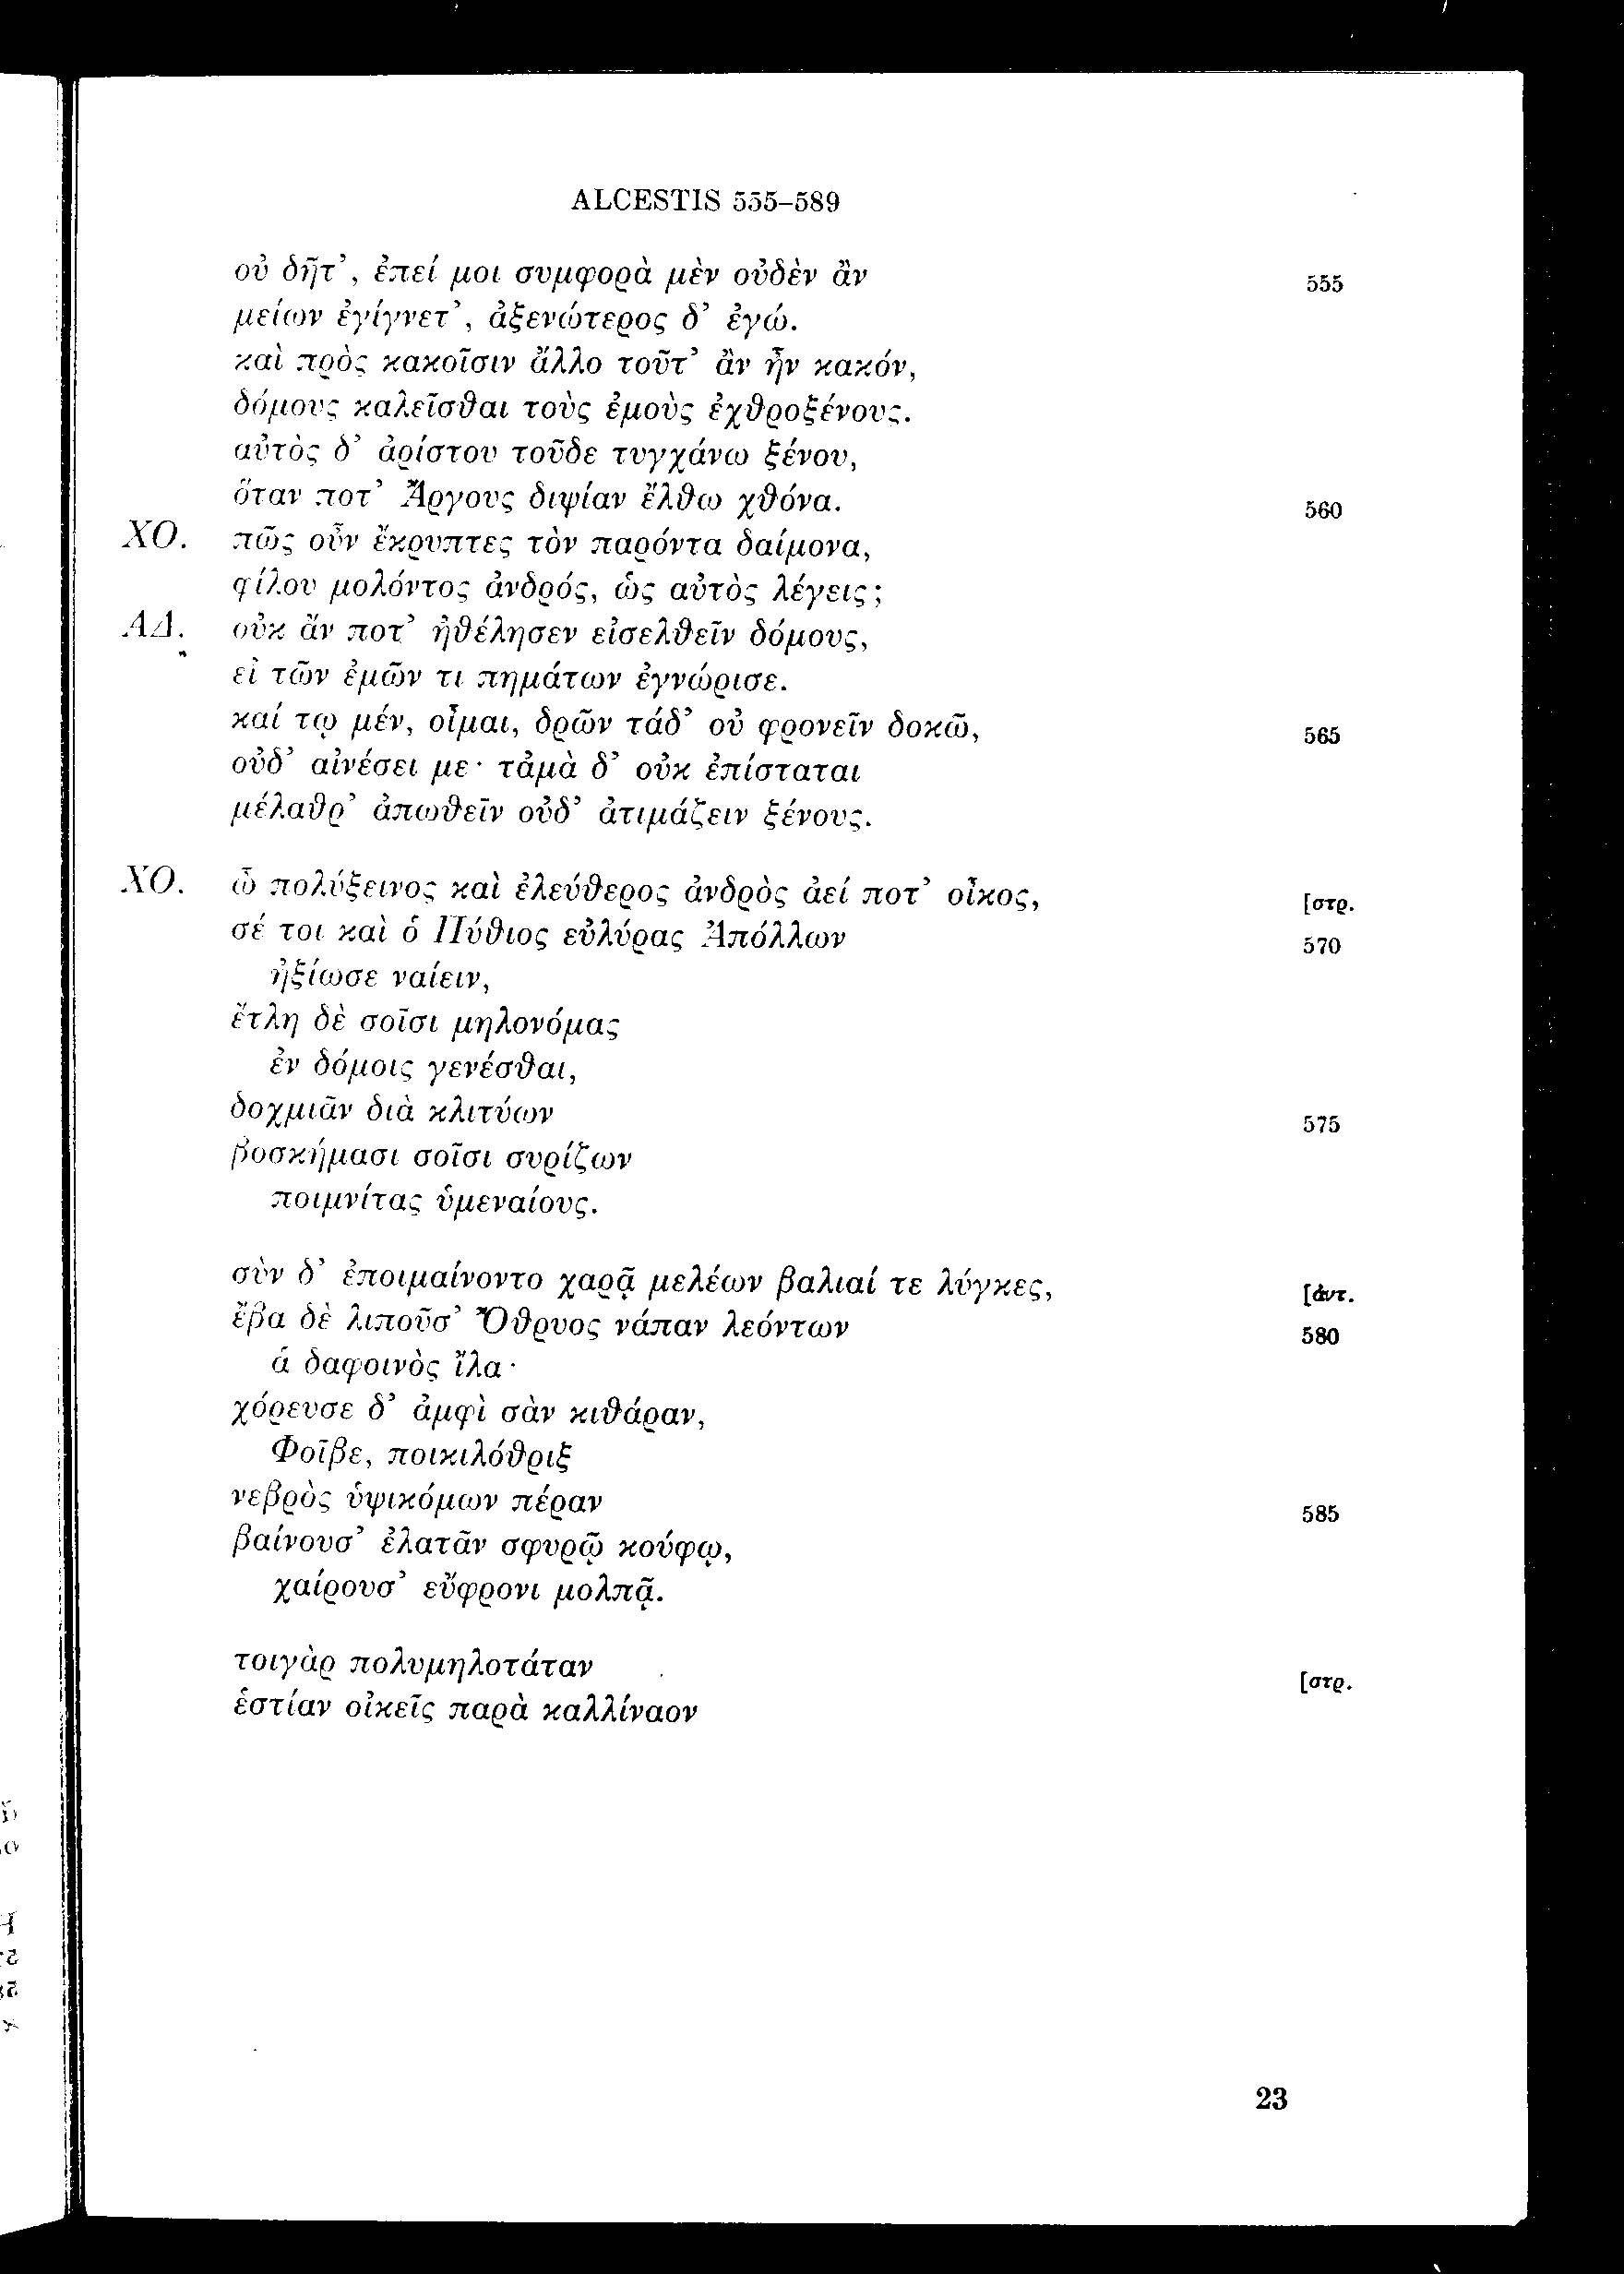 ALCESTIS 555-589
οὐ δῆτ', ἐπεί μοι συμφορὰ μὲν οὐδὲν ἂν 555
μείων ἐγίγνετ', ἀξενώτερος δ' ἐγώ.
καὶ πρὸς κακοῖσιν ἄλλο τοῦτ' ἂν ἦν κακόν,
δόμους καλεῖσθαι τοὺς ἐμοὺς ἐχθροξένους.
αὐτὸς δ' ἀρίστου τοῦδε τυγχάνω ξένου,
ὅταν ποτ' Ἄργους διψίαν ἔλθω χθόνα. 560
ΧΟ. πῶς οὖν ἔκρυπτες τὸν παρόντα δαίμονα,
φίλου μολόντος ἀνδρός, ὡς αὐτὸς λέγεις;
ΑΔ. οὐκ ἄν ποτ' ἠθέλησεν εἰσελθεῖν δόμους,
εἰ τῶν ἐμῶν τι πημάτων ἐγνώρισε.
καί τῳ μέν, οἶμαι, δρῶν τάδ' οὐ φρονεῖν δοκῶ, 565
οὐδ' αἰνέσει με· τἀμὰ δ' οὐκ ἐπίσταται
μέλαθρ' ἀπωθεῖν οὐδ' ἀτιμάζειν ξένους.
ΧΟ. ὦ πολύξεινος καὶ ἐλεύθερος ἀνδρὸς ἀεί ποτ' οἶκος, [στρ.
σέ τοι καὶ ὁ Πύθιος εὐλύρας Ἀπόλλων 570
ἠξίωσε ναίειν,
ἔτλη δὲ σοῖσι μηλονόμας
ἐν δόμοις γενέσθαι,
δοχμιᾶν διὰ κλιτύων 575
βοσκήμασι σοῖσι συρίζων
ποιμνίτας ὑμεναίους.
σὺν δ' ἐποιμαίνοντο χαρᾷ μελέων βαλιαί τε λύγκες, [ἀντ.
ἔβα δὲ λιποῦσ' Ὄθρυος νάπαν λεόντων 580
ἁ δαφοινὸς ἴλα·
χόρευσε δ' ἀμφὶ σὰν κιθάραν,
Φοῖβε, ποικιλόθριξ
νεβρὸς ὑψικόμων πέραν 585
βαίνουσ' ἐλατᾶν σφυρῷ κούφῳ,
χαίρουσ' εὔφρονι μολπᾷ.
τοιγὰρ πολυμηλοτάταν [στρ.
ἑστίαν οἰκεῖς παρὰ καλλίναον
23